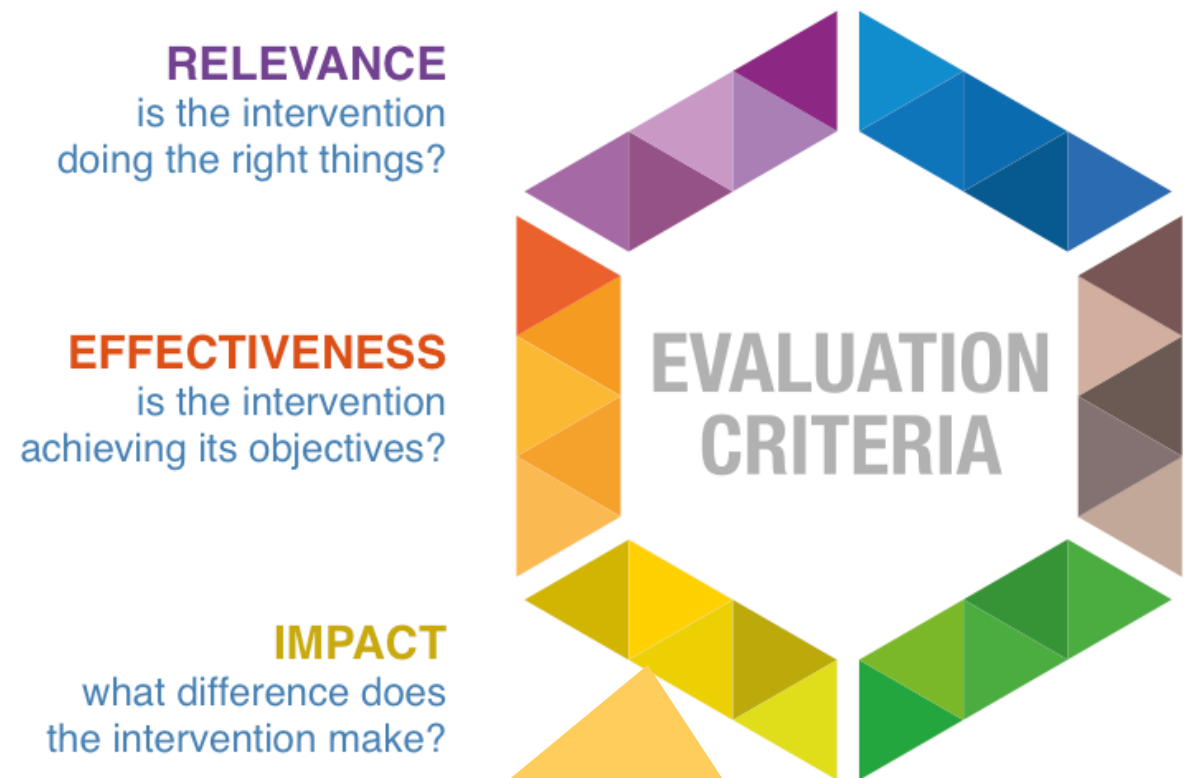 RELEVANCE
is the intervention
doing the right things?
EFFECTIVENESS
is the intervention
achieving its objectives?
IMPACT
what difference does
the intervention make?
EVALUATION
CRITERIA